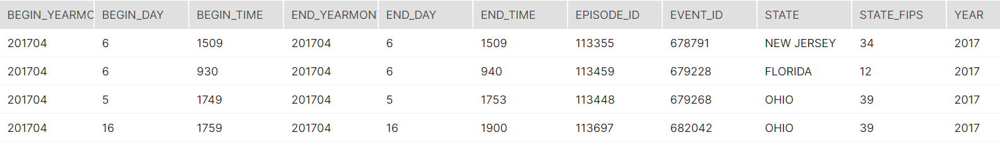 BEGIN_YEARMO BEGIN_DAY BEGIN_TIME END_YEARMON END_DAY END_TIME EPISODE_ID EVENT_ID STATE STATE_FIPS YEAR
201704 6 1509 201704 6 1509 113355 678791 NEW JERSEY 34 2017
201704 6 930 201704 6 940 113459 679228 FLORIDA 12 2017
201704 5 1749 201704 5 1753 113448 679268 OHIO 39 2017
201704 16 1759 201704 16 1900 113697 682042 OHIO 39 2017